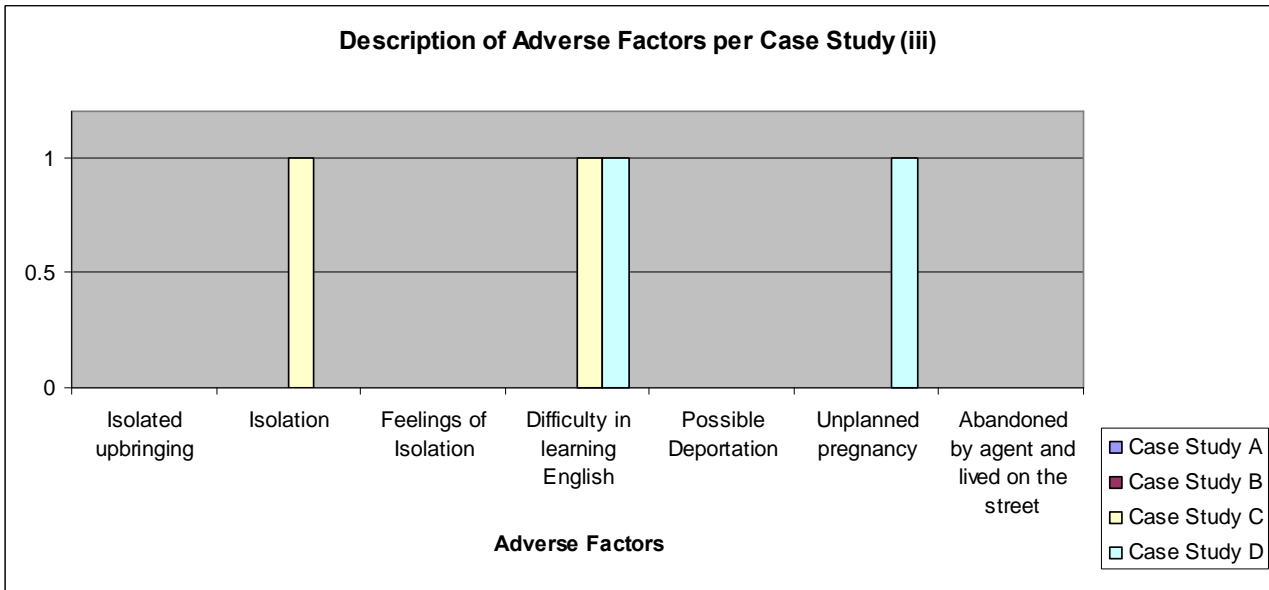 Description of Adverse Factors per Case Study (iii)
1
0.5
0
Isolated
upbringing
Isolation
Feelings of
Isolation
Difficulty in
learning
English
Possible
Deportation
Unplanned
pregnancy
Abandoned
by agent and
lived on the
street
Adverse Factors
Case Study A
Case Study B
Case Study C
Case Study D